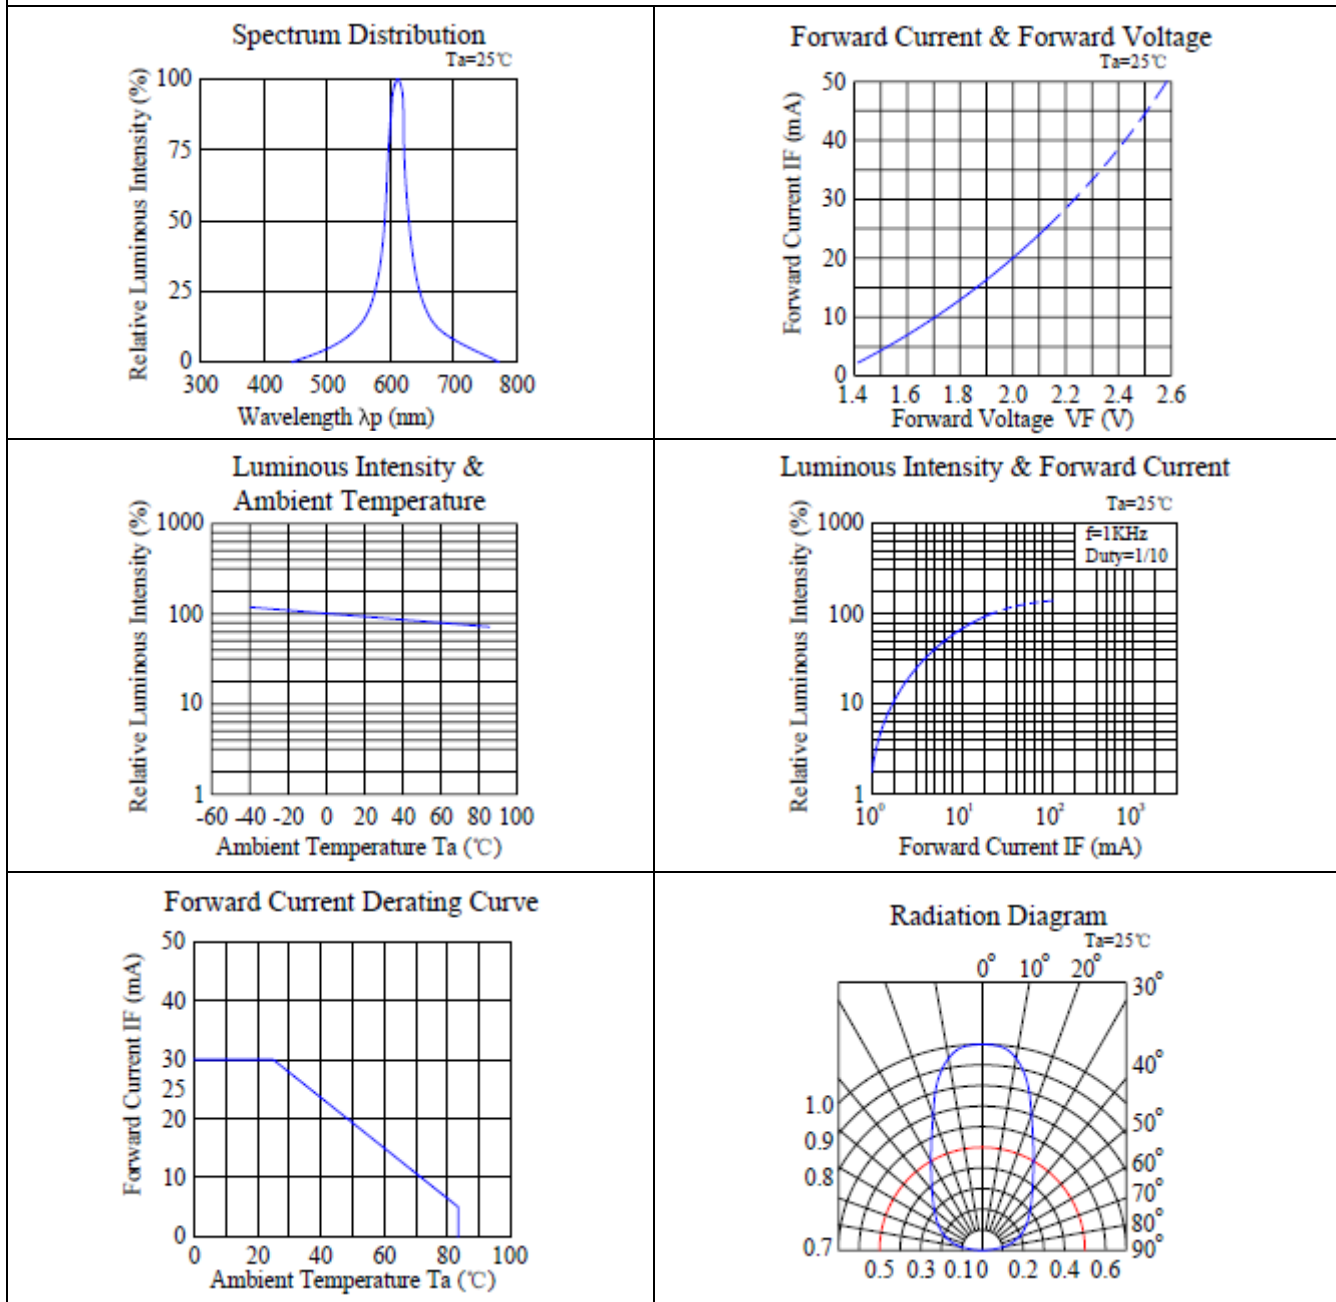 Spectrum Distribution
Ta=25℃
Relative Luminous Intensity (%)
100
75
50
25
0
300 400 500 600 700 800
Wavelength λp (nm)
Forward Current & Forward Voltage
Ta=25℃
Forward Current IF (mA)
50
40
30
20
10
0
1.4 1.6 1.8 2.0 2.2 2.4 2.6
Forward Voltage VF (V)
Luminous Intensity &
Ambient Temperature
Relative Luminous Intensity (%)
1000
100
10
1
-60 -40 -20 0 20 40 60 80 100
Ambient Temperature Ta (℃)
Luminous Intensity & Forward Current
Ta=25℃
f=1KHz
Duty=1/10
Relative Luminous Intensity (%)
1000
100
10
1
10⁰ 10¹ 10² 10³
Forward Current IF (mA)
Forward Current Derating Curve
Forward Current IF (mA)
50
40
30
25
20
10
0
0 20 40 60 80 100
Ambient Temperature Ta (℃)
Radiation Diagram
Ta=25℃
0° 10° 20°
30°
40°
50°
60°
70°
80°
90°
1.0
0.9
0.8
0.7
0.5 0.3 0.10 0.2 0.4 0.6